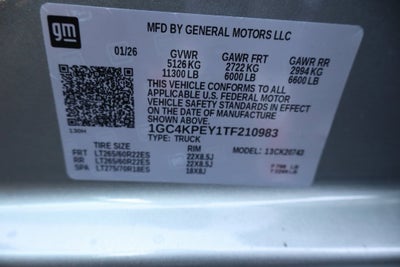 gm
MFD BY GENERAL MOTORS LLC
01/26 GVWR GAWR FRT GAWR RR
5126 KG 2722 KG 2994 KG
11300 LB 6000 LB 6600 LB
THIS VEHICLE CONFORMS TO ALL APPLICABLE
U.S. FEDERAL MOTOR VEHICLE
SAFETY STANDARDS IN EFFECT ON THE
DATE OF MANUFACTURE SHOWN ABOVE.
1GC4KPEY1TF210983
TYPE: TRUCK
TIRE SIZE RIM
FRT LT265/60R22ES 22X8.5J
RR LT265/60R22ES 22X8.5J
SPA LT275/70R18ES 18X8J